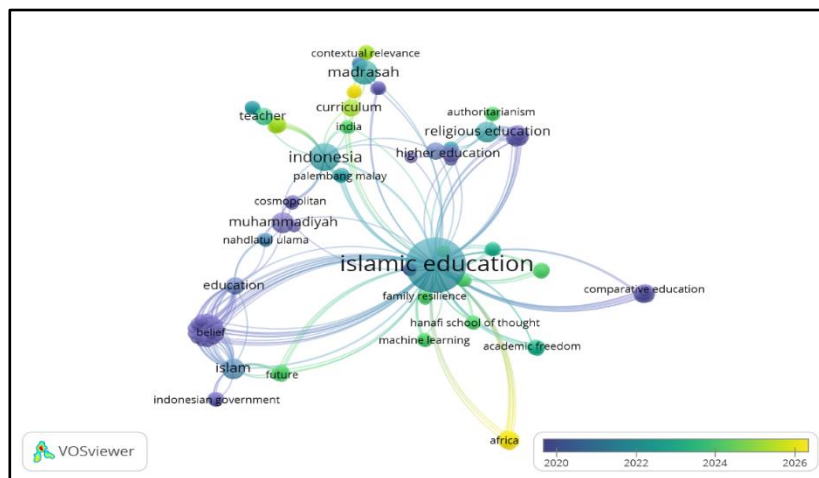 contextual relevance
madrasah
curriculum
teacher
india
authoritarianism
religious education
higher education
indonesia
palembang malay
cosmopolitan
muhammadiyah
nahdlatul ulama
islamic education
education
family resilience
comparative education
belief
hanafi school of thought
machine learning
academic freedom
islam
future
indonesian government
africa
VOSviewer
2020 2022 2024 2026